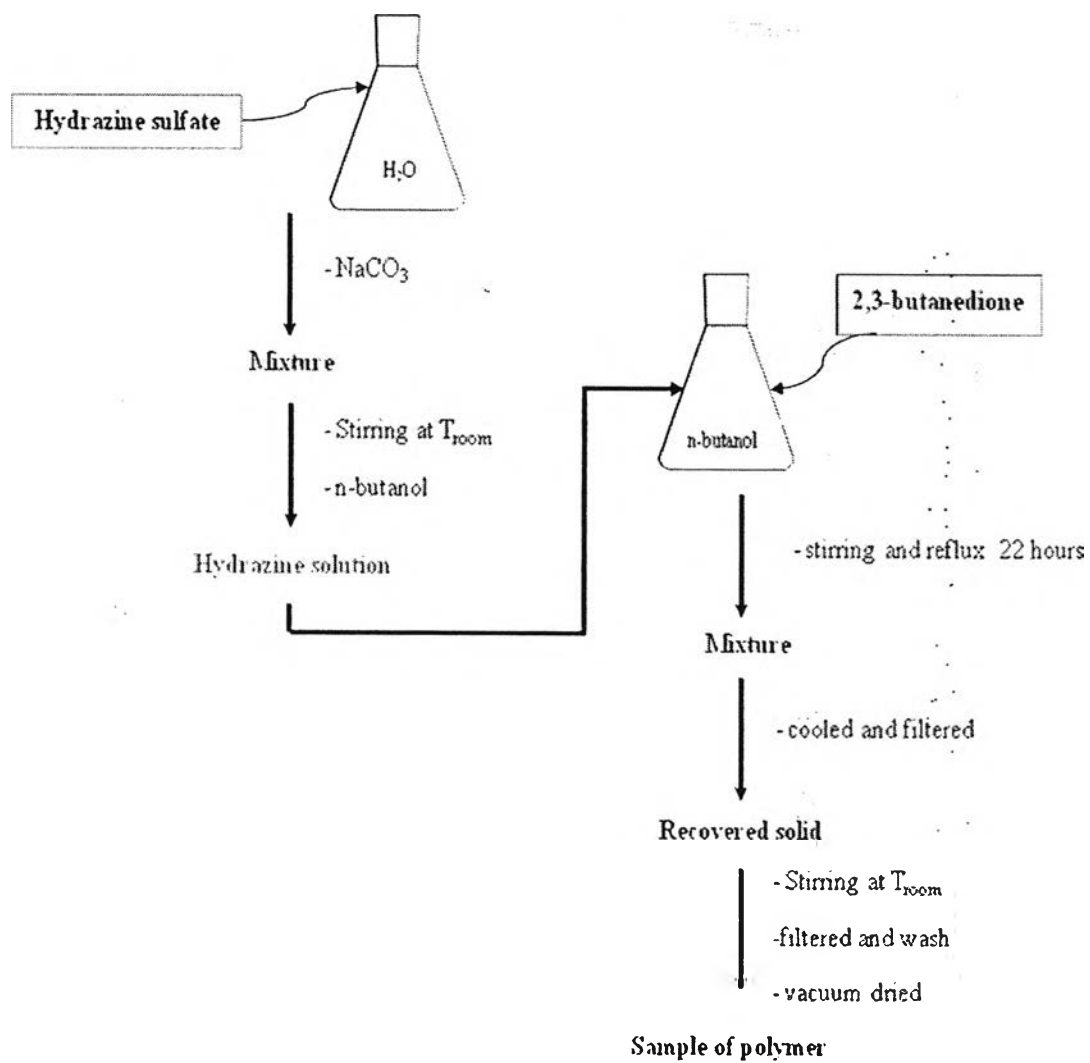 Hydrazine sulfate
H₂O
- NaCO₃
Mixture
- Stirring at Tᵣₒₒₘ
- n-butanol
Hydrazine solution
2,3-butanedione
n-butanol
- stirring and reflux 22 hours
Mixture
- cooled and filtered
Recovered solid
- Stirring at Tᵣₒₒₘ
-filtered and wash
- vacuum dried
Sample of polymer